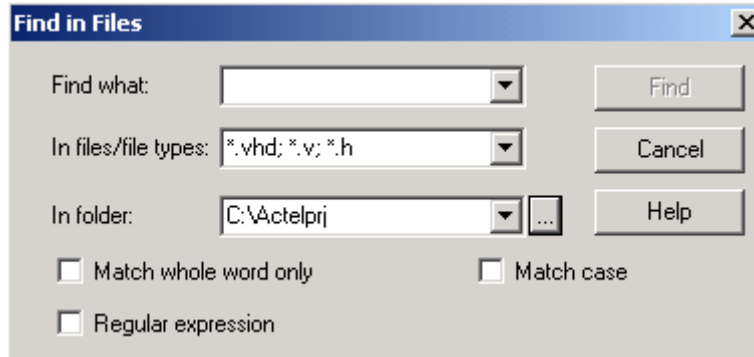 Find in Files
Find what:
Find
In files/file types: *.vhd; *.v; *.h
Cancel
In folder: C:\Actelprj ...
Help
Match whole word only Match case
Regular expression